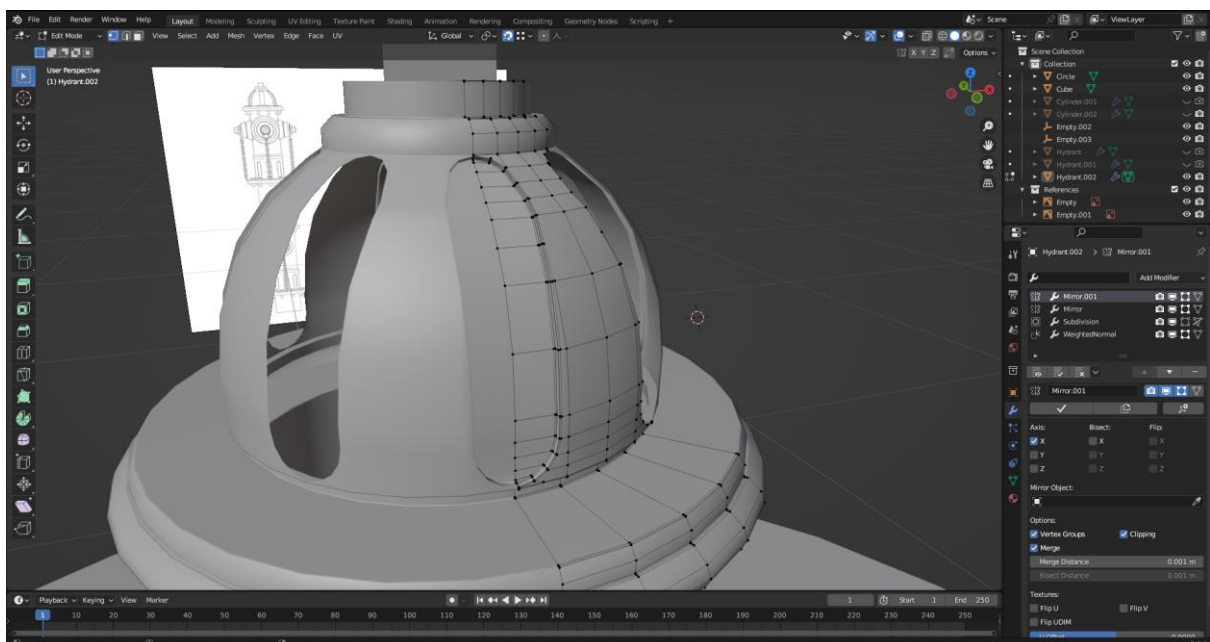 File Edit Render Window Help Layout Modeling Sculpting UV Editing Texture Paint Shading Animation Rendering Compositing Geometry Nodes Scripting + Scene ViewLayer
Edit Mode View Select Add Mesh Vertex Edge Face UV Global
X Y Z Options
User Perspective
(1) Hydrant.002
Z
X
Y
Scene Collection
Collection
Circle
Cube
Cylinder.001
Cylinder.002
Empty.002
Empty.003
Hydrant
Hydrant.001
Hydrant.002
References
Empty
Empty.001
Hydrant.002 > Mirror.001
Add Modifier
Mirror.001
Mirror
Subdivision
WeightedNormal
Mirror.001
Axis: Bisect: Flip:
X X X
Y Y Y
Z Z Z
Mirror Object:
Options:
Vertex Groups Clipping
Merge
Merge Distance 0.001 m
Bisect Distance 0.001 m
Textures:
Flip U Flip V
Flip UDIM
U Offset 0.0000
Playback Keying View Marker 1 Start 1 End 250
1 10 20 30 40 50 60 70 80 90 100 110 120 130 140 150 160 170 180 190 200 210 220 230 240 250